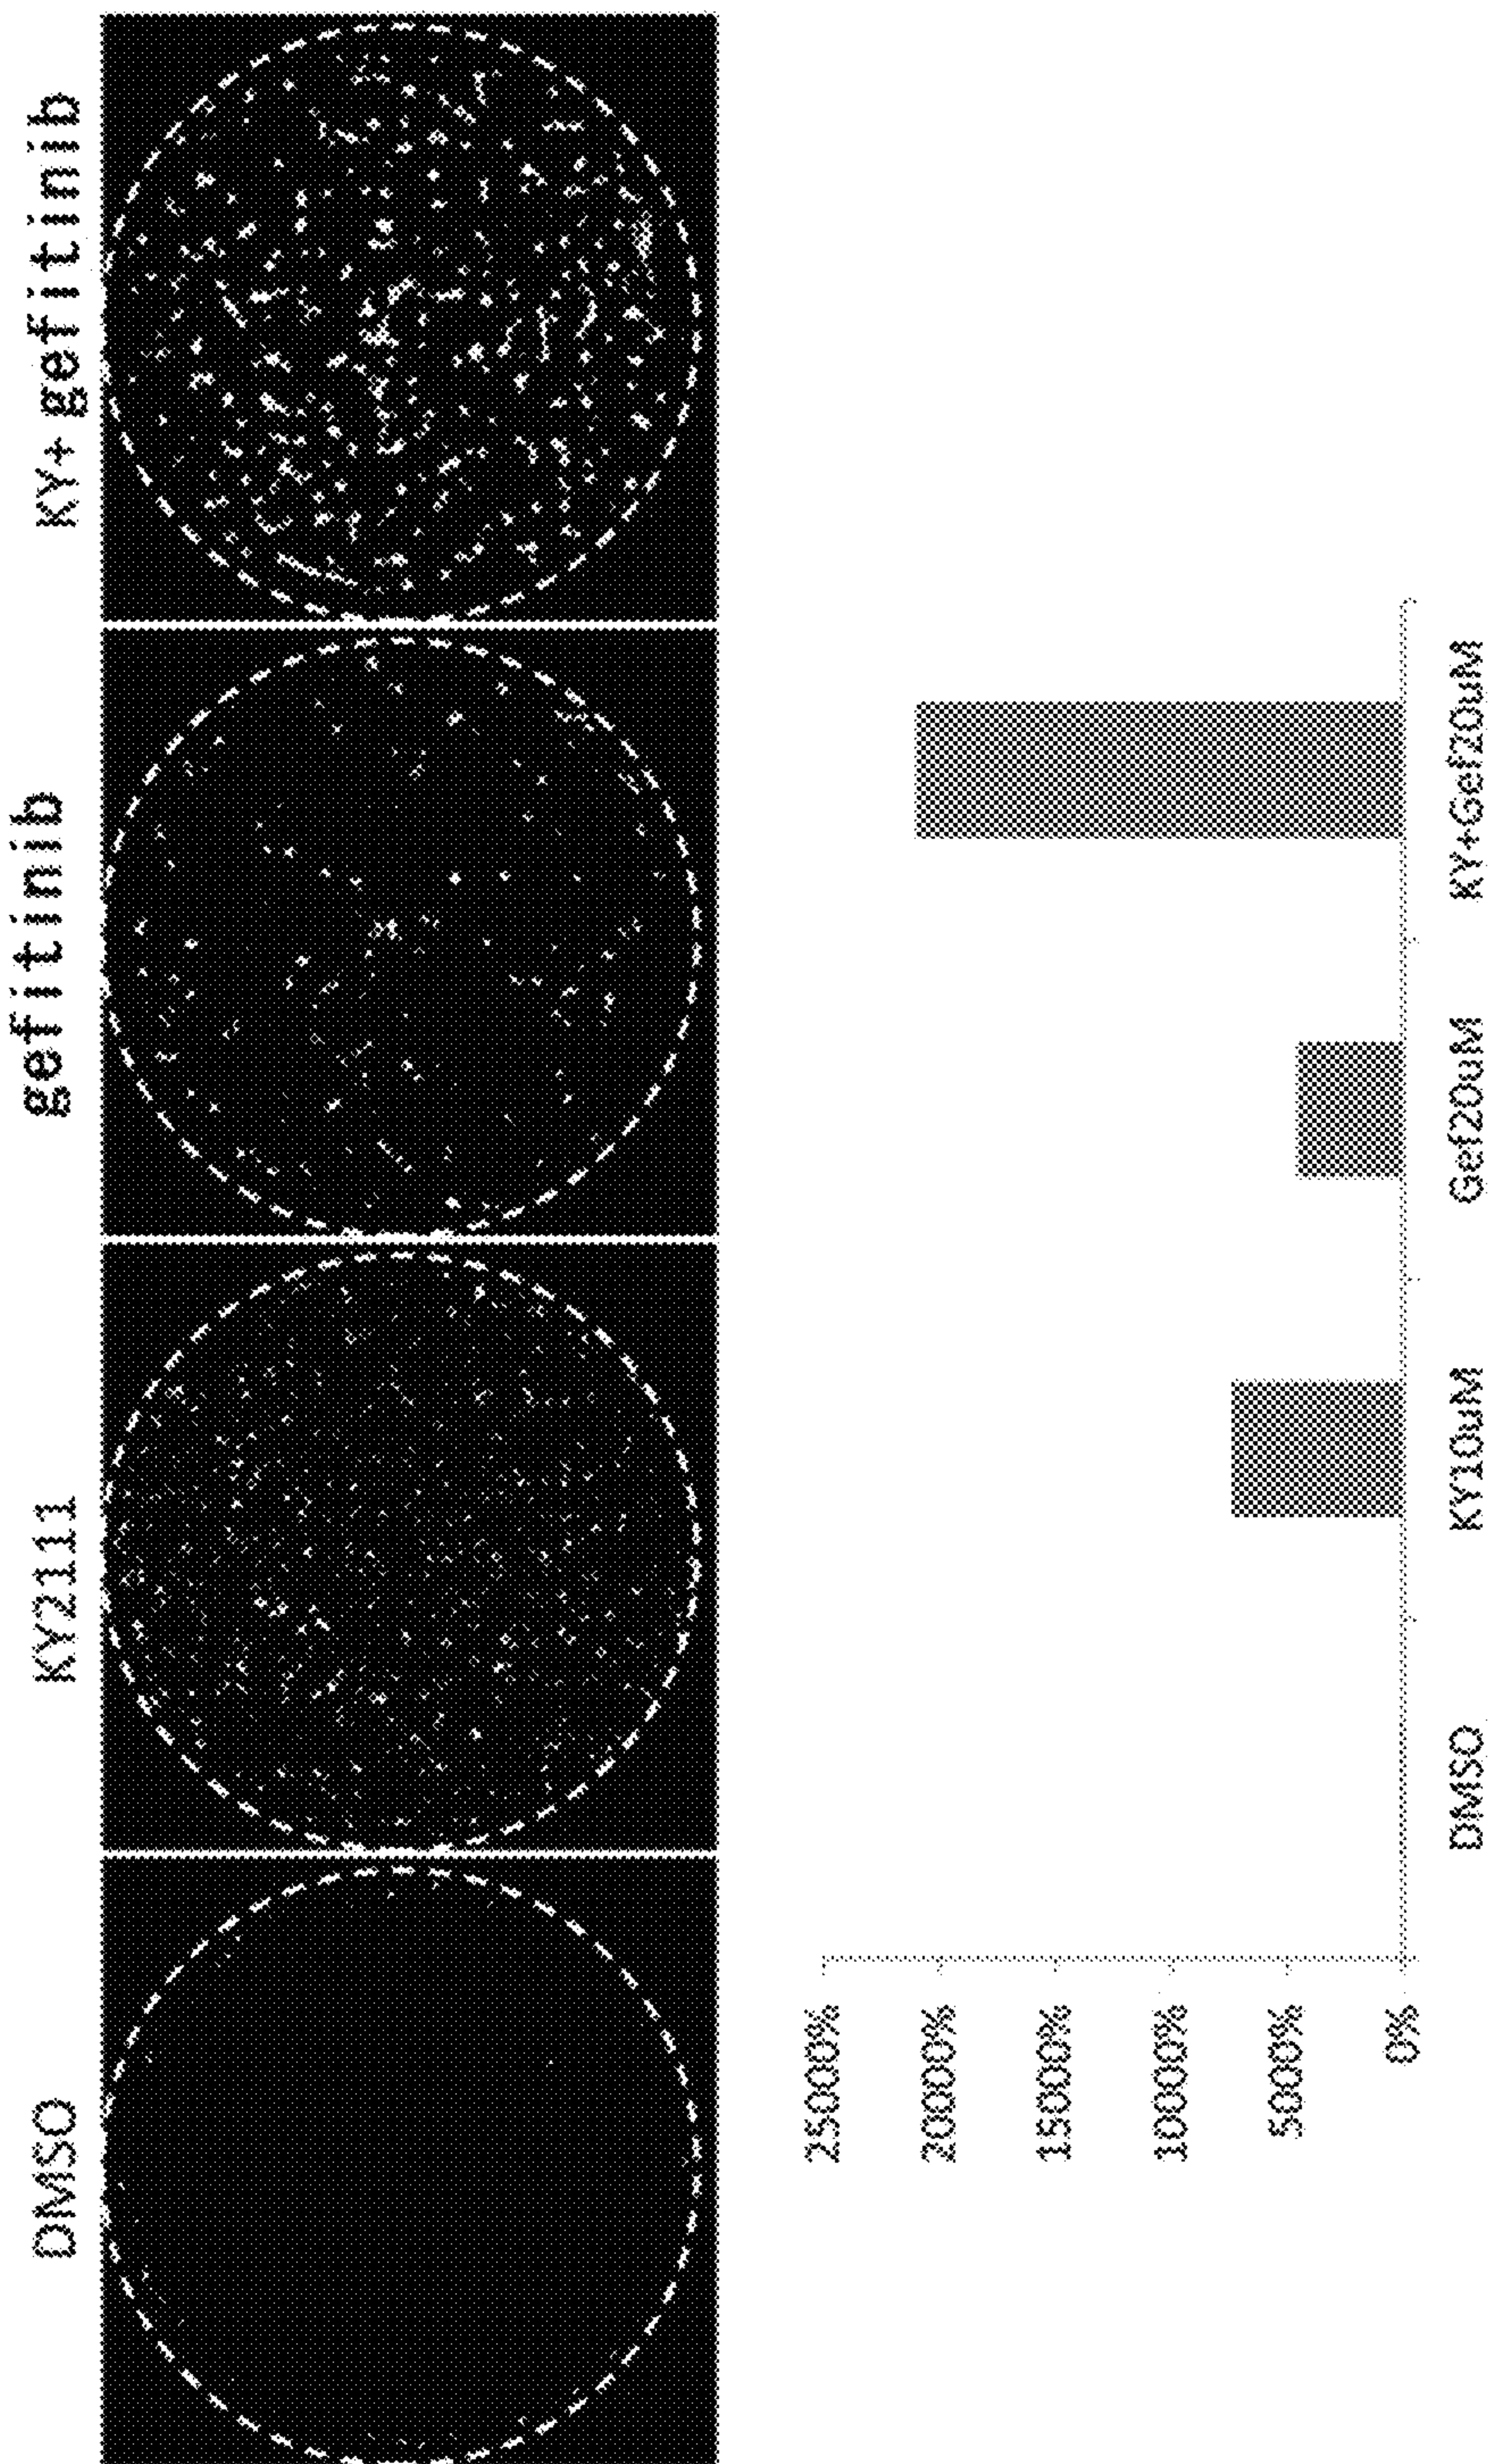 DMSO
KY2111
gefitinib
KY+ gefitinib
25000%
20000%
15000%
10000%
5000%
0%
DMSO
KY10uM
Gef20uM
KY+Gef20uM